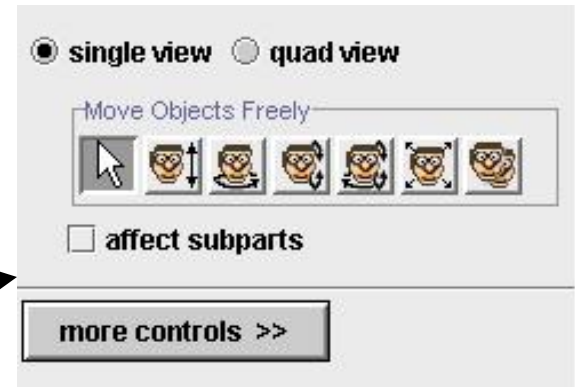 single view quad view
Move Objects Freely
affect subparts
more controls >>